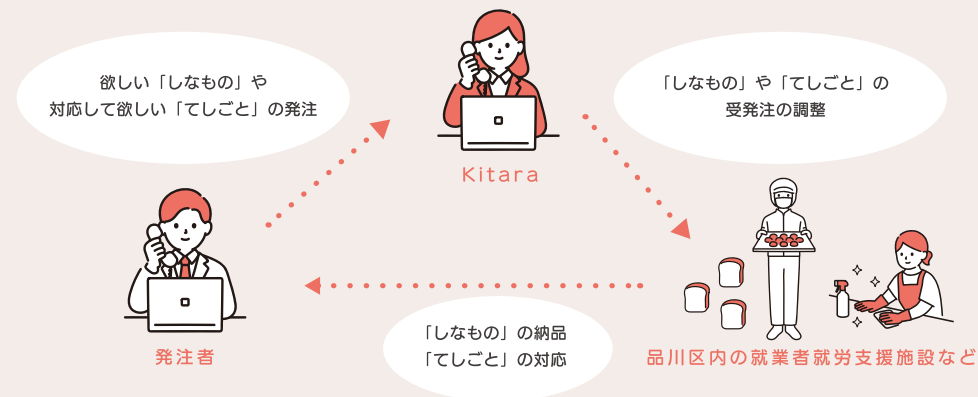 欲しい「しなもの」や
対応して欲しい「てしごと」の発注
「しなもの」や「てしごと」の
受発注の調整
Kitara
発注者
「しなもの」の納品
「てしごと」の対応
品川区内の就業者就労支援施設など